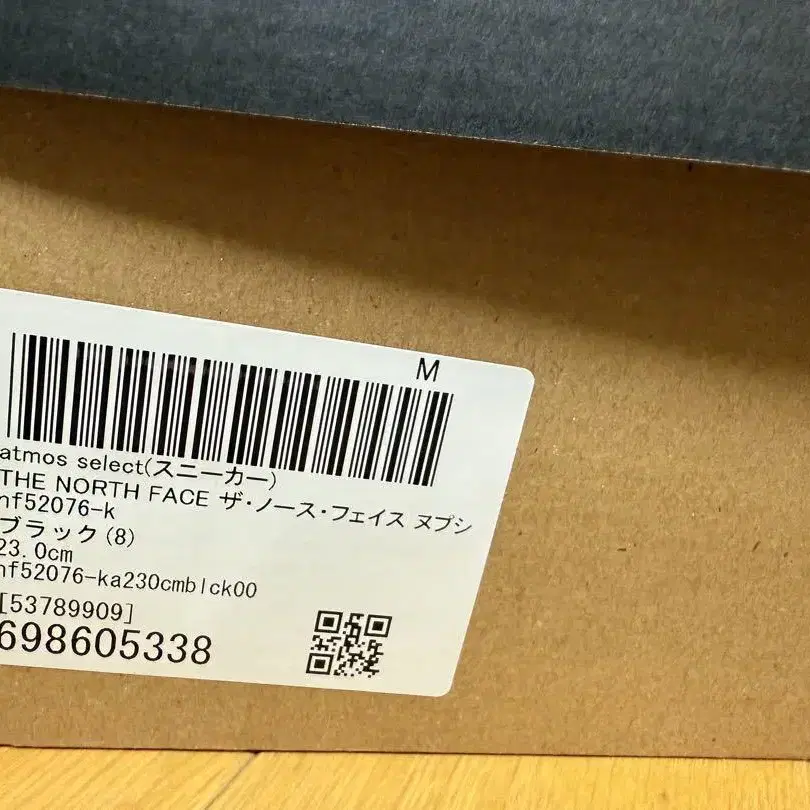 M
atmos select(スニーカー)
THE NORTH FACE ザ・ノース・フェイス ヌプシ
nf52076-k
ブラック(8)
23.0cm
nf52076-ka230cmblck00
[53789909]
698605338